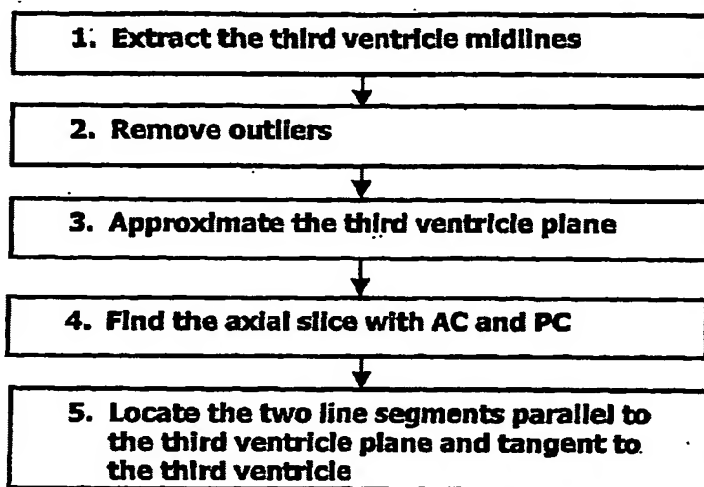 1. Extract the third ventricle midlines
2. Remove outliers
3. Approximate the third ventricle plane
4. Find the axial slice with AC and PC
5. Locate the two line segments parallel to
the third ventricle plane and tangent to
the third ventricle